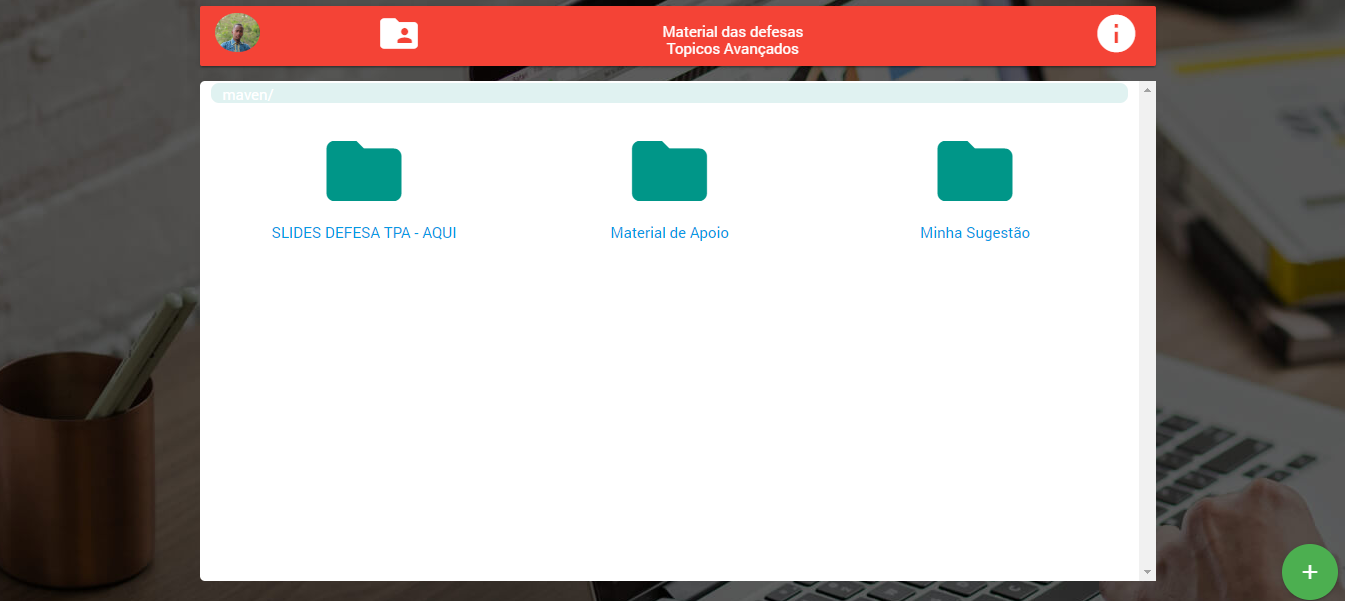 Material das defesas
Topicos Avançados
maven/
SLIDES DEFESA TPA - AQUI
Material de Apoio
Minha Sugestão